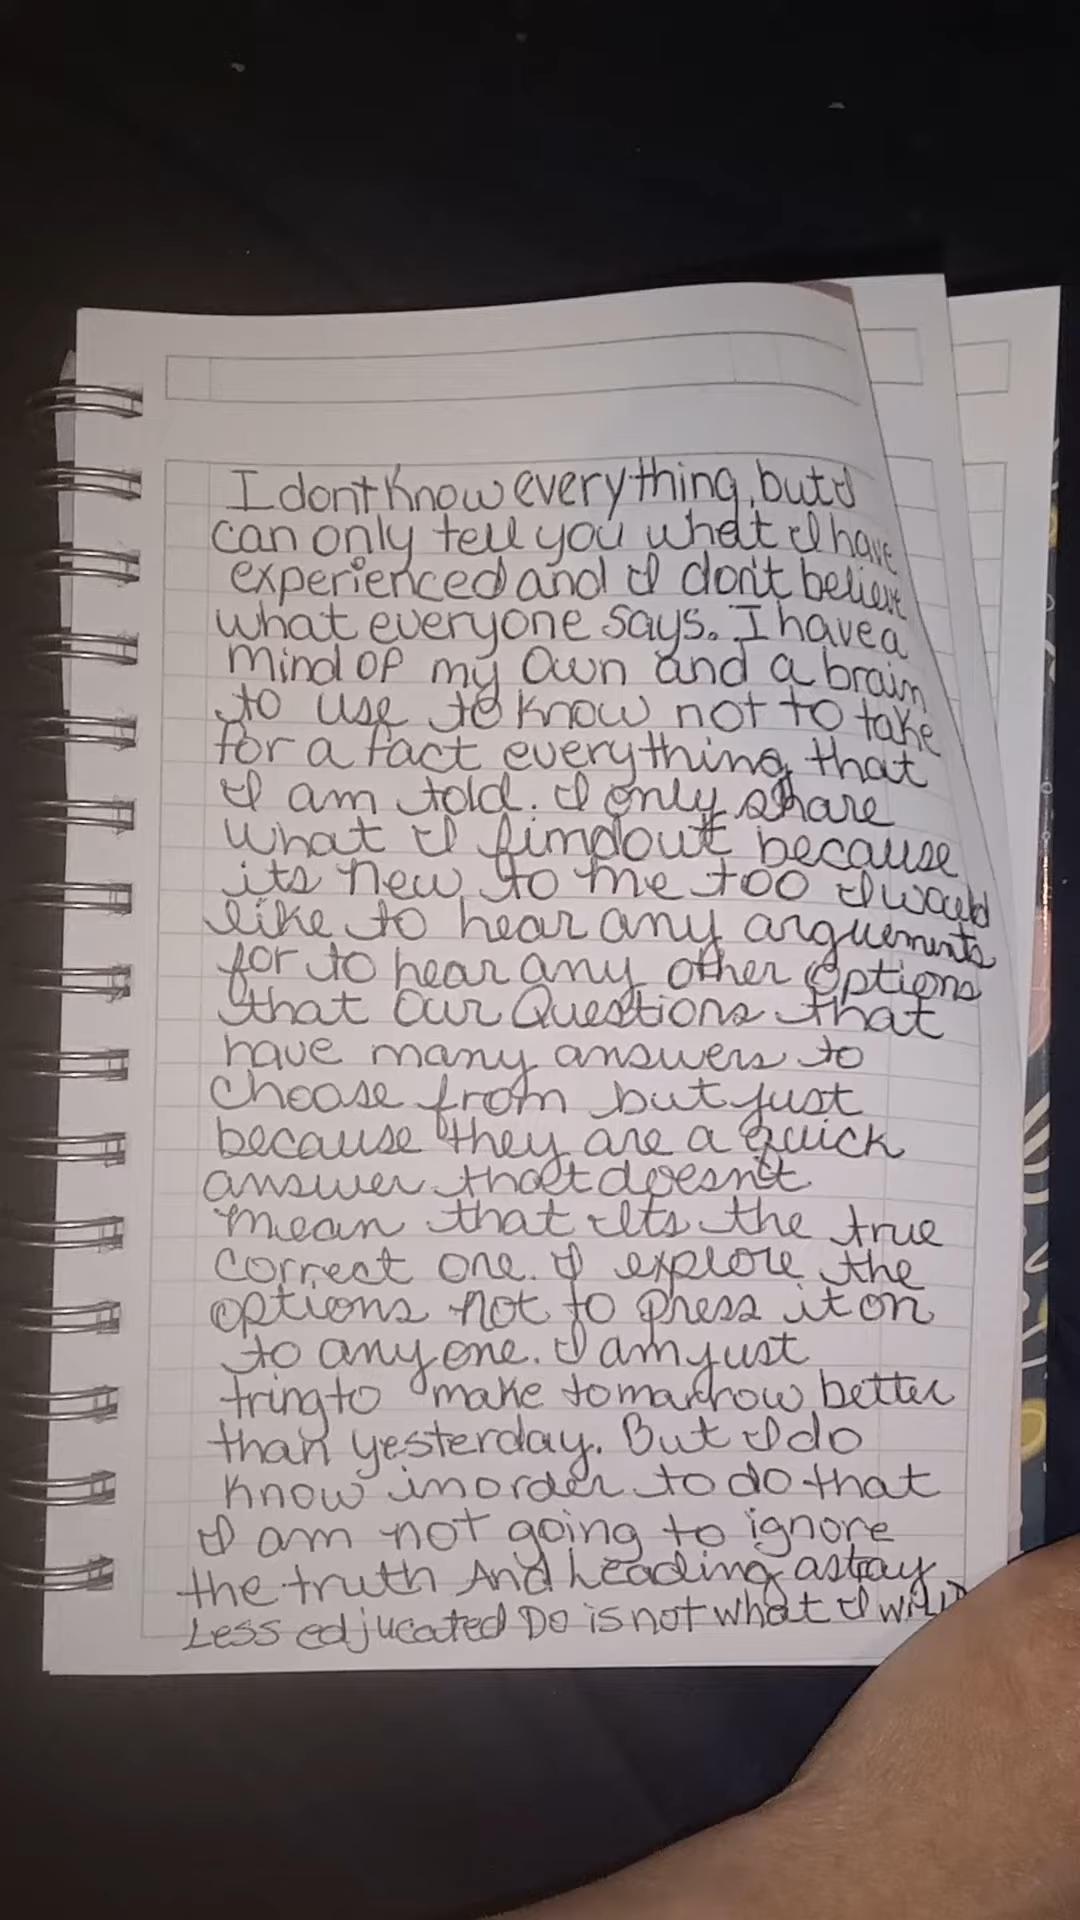 I dont know everything, but I
can only tell you what I have
experienced and I don't believe
what everyone says. I have a
mind of my own and a brain
to use to know not to take
for a fact everything that
I am told. I only share
what I findout because
its new to me too I would
like to hear any arguements
for to hear any other options
that our Questions that
have many answers to
choose from but just
because they are a quick
answer that doesn't
mean that its the true
correct one. I explore the
options not to press it on
to anyone. I am just
tring to make tomarrow better
than yesterday. But I do
know inorder to do that
I am not going to ignore
the truth And Leading astay
Less edjucated Do is not what I will